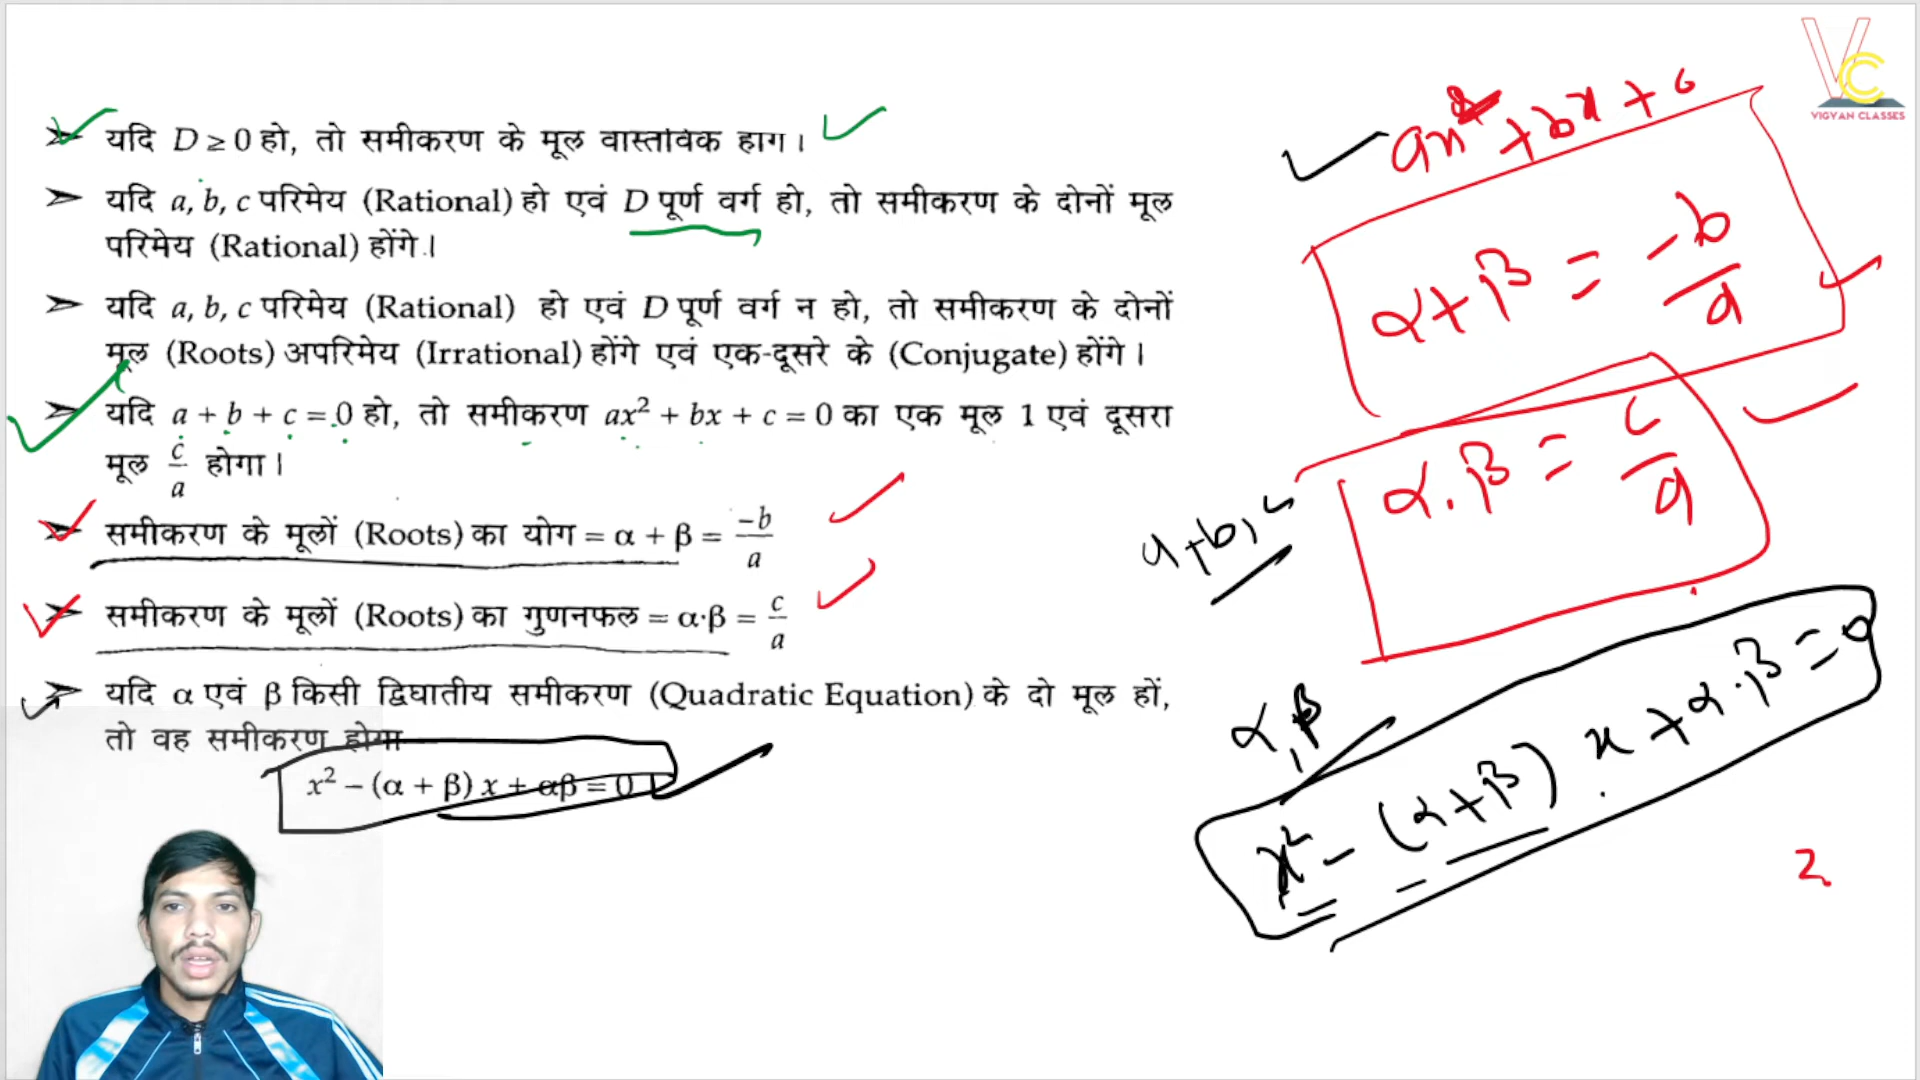 VIGYAN CLASSES
➢ यदि D ≥ 0 हो, तो समीकरण के मूल वास्तविक हाग।
➢ यदि a, b, c परिमेय (Rational) हो एवं D पूर्ण वर्ग हो, तो समीकरण के दोनों मूल
परिमेय (Rational) होंगे।
➢ यदि a, b, c परिमेय (Rational) हो एवं D पूर्ण वर्ग न हो, तो समीकरण के दोनों
मूल (Roots) अपरिमेय (Irrational) होंगे एवं एक-दूसरे के (Conjugate) होंगे।
➢ यदि a + b + c = 0 हो, तो समीकरण ax² + bx + c = 0 का एक मूल 1 एवं दूसरा
मूल c/a होगा।
➢ समीकरण के मूलों (Roots) का योग = α + β = -b/a
➢ समीकरण के मूलों (Roots) का गुणनफल = α·β = c/a
➢ यदि α एवं β किसी द्विघातीय समीकरण (Quadratic Equation) के दो मूल हों,
तो वह समीकरण होगा
x² – (α + β) x + αβ = 0
ax² + bx + c
α + β = -b/a
α . β = c/a
α, β
x² - (α + β) x + α . β = 0
2